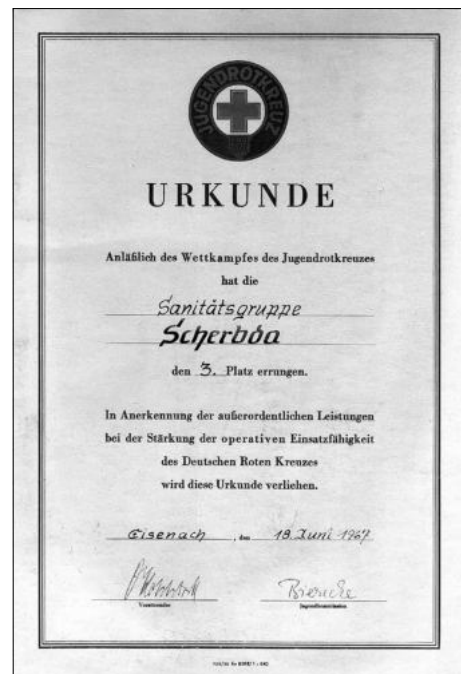 JUGENDROTKREUZ
URKUNDE
Anläßlich des Wettkampfes des Jugendrotkreuzes
hat die
Sanitätsgruppe
Scherbda
den 3. Platz errungen.
In Anerkennung der außerordentlichen Leistungen
bei der Stärkung der operativen Einsatzfähigkeit
des Deutschen Roten Kreuzes
wird diese Urkunde verliehen.
Eisenach, den 18. Juni 1967
Vorsitzender